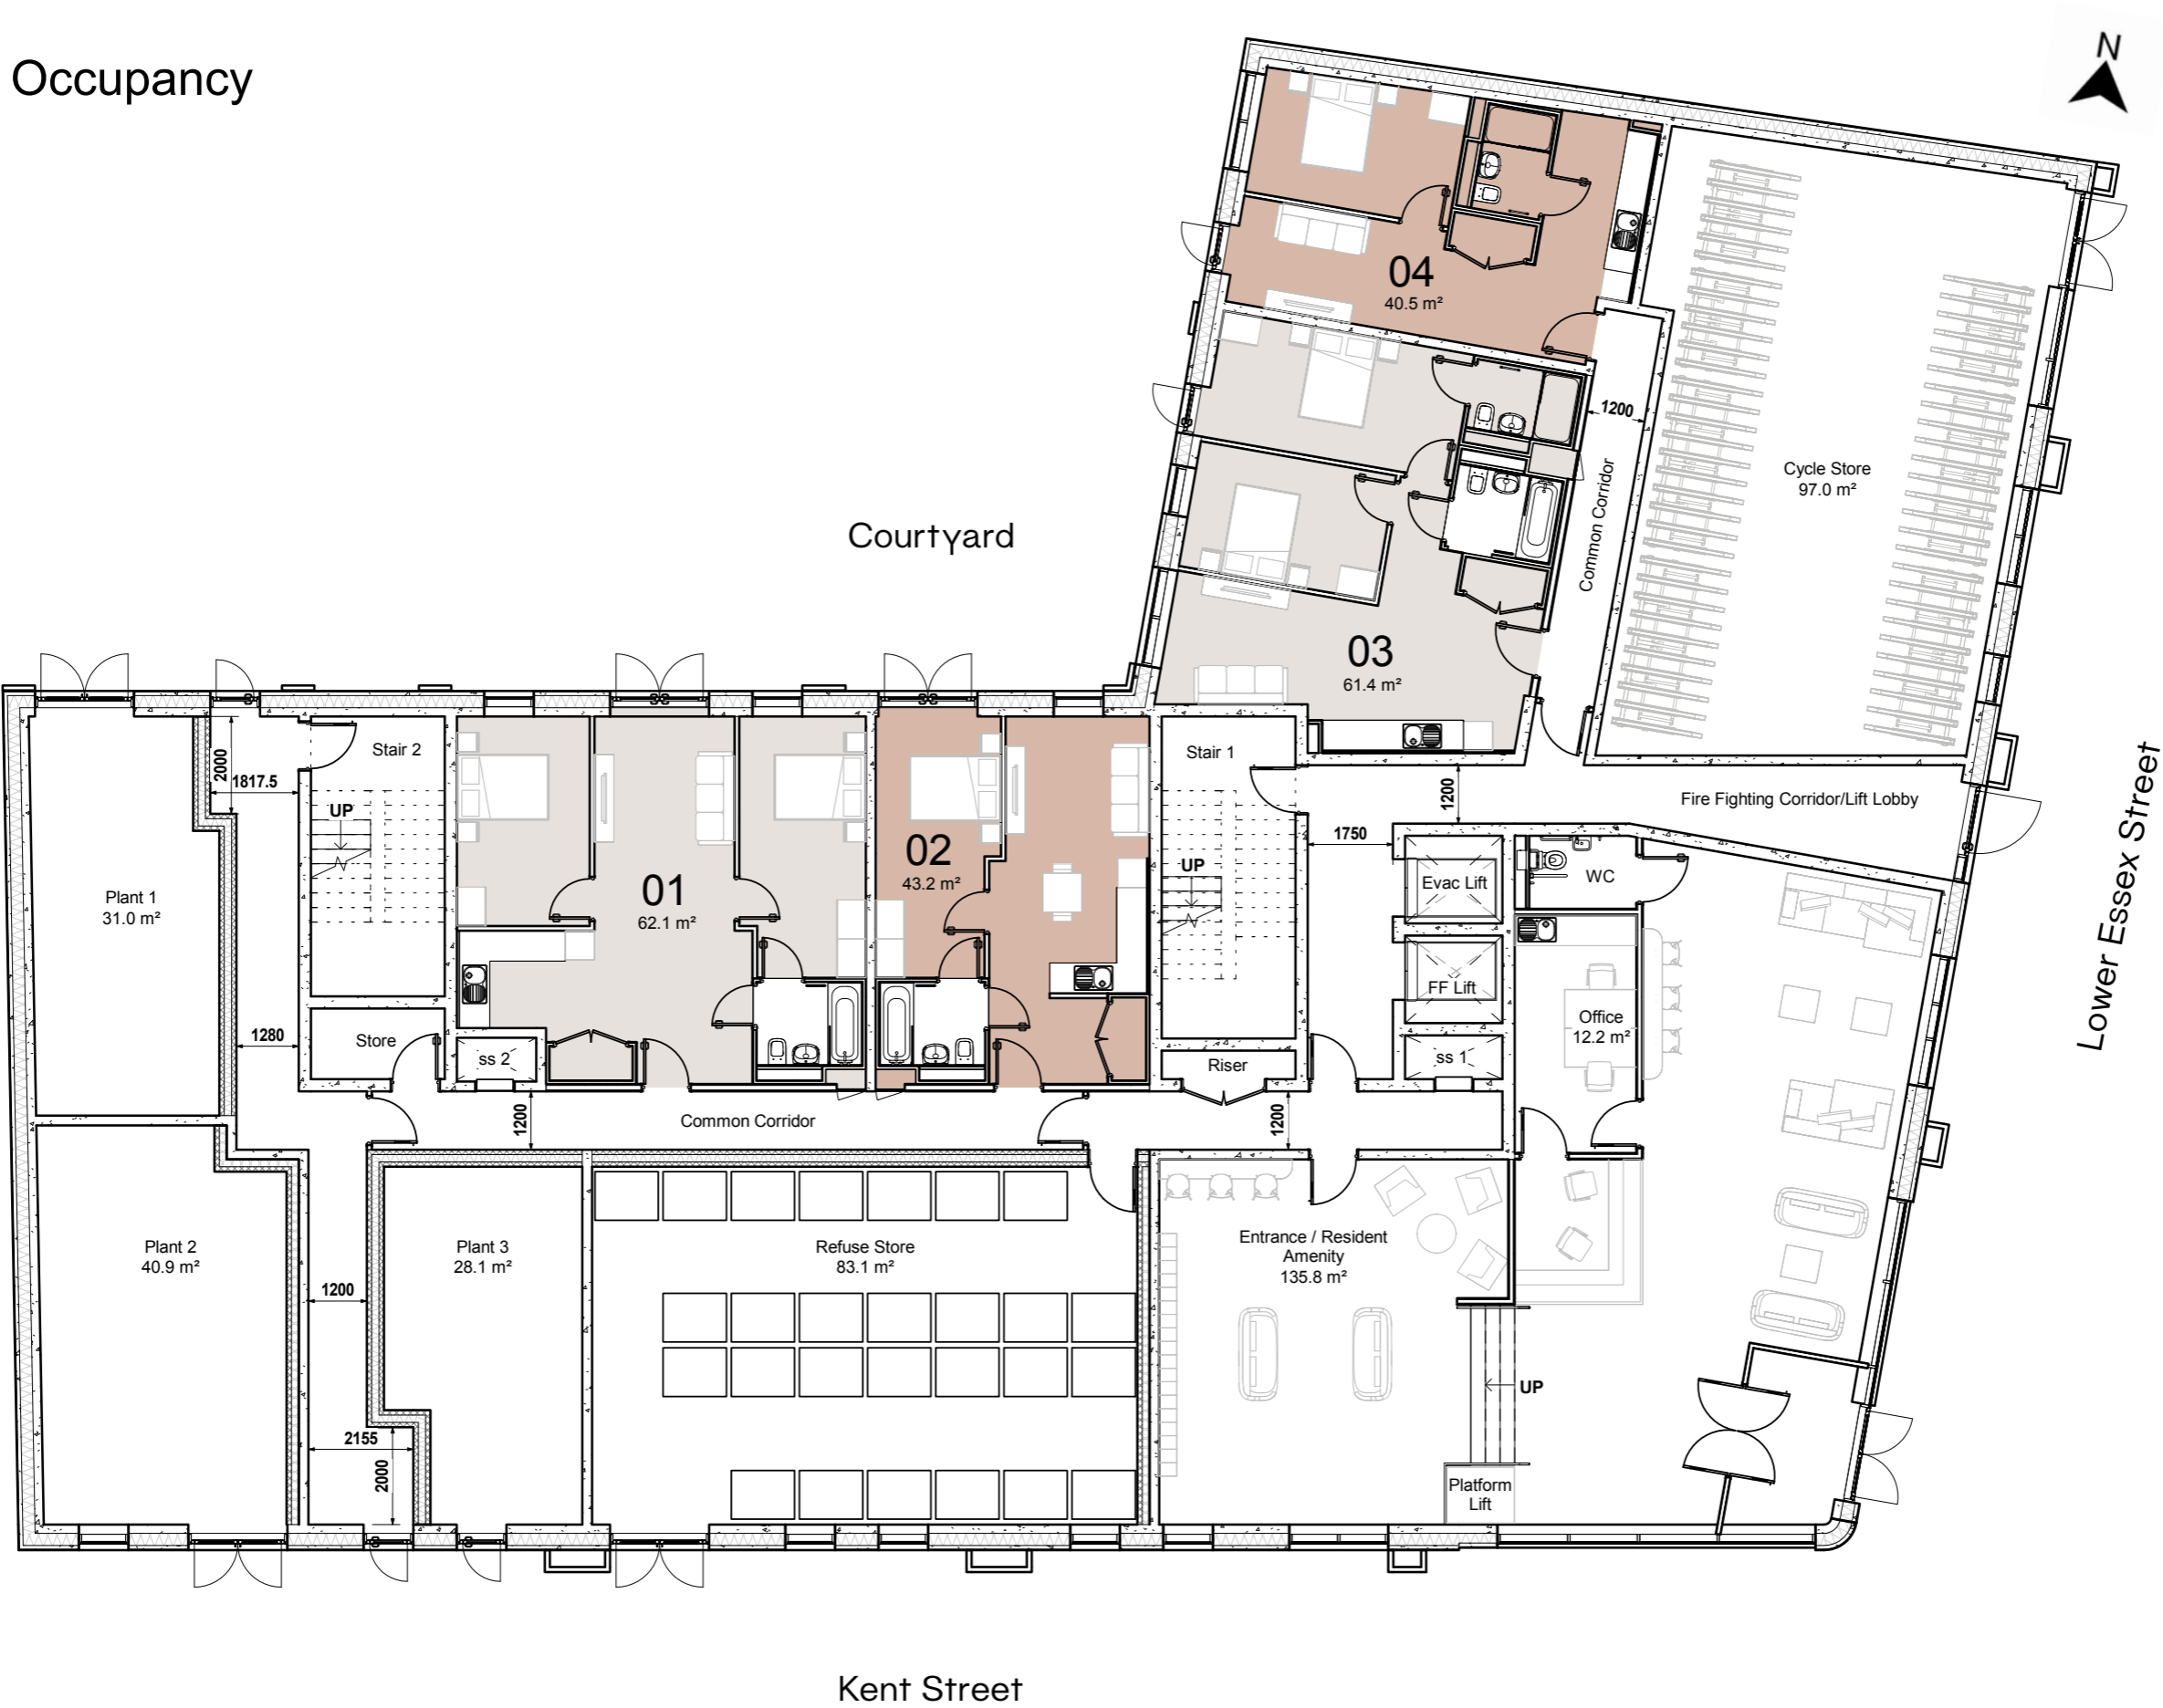 Occupancy
N
04
40.5 m²
1200
Cycle Store
97.0 m²
Common Corridor
Courtyard
03
61.4 m²
Stair 2
2000
1817.5
UP
Stair 1
1200
Fire Fighting Corridor/Lift Lobby
Lower Essex Street
1750
UP
Plant 1
31.0 m²
01
62.1 m²
02
43.2 m²
Evac Lift
WC
FF Lift
Office
12.2 m²
1280
Store
ss 2
Riser
ss 1
1200
Common Corridor
1200
Plant 2
40.9 m²
Plant 3
28.1 m²
Refuse Store
83.1 m²
Entrance / Resident
Amenity
135.8 m²
1200
UP
2155
2000
Platform
Lift
Kent Street